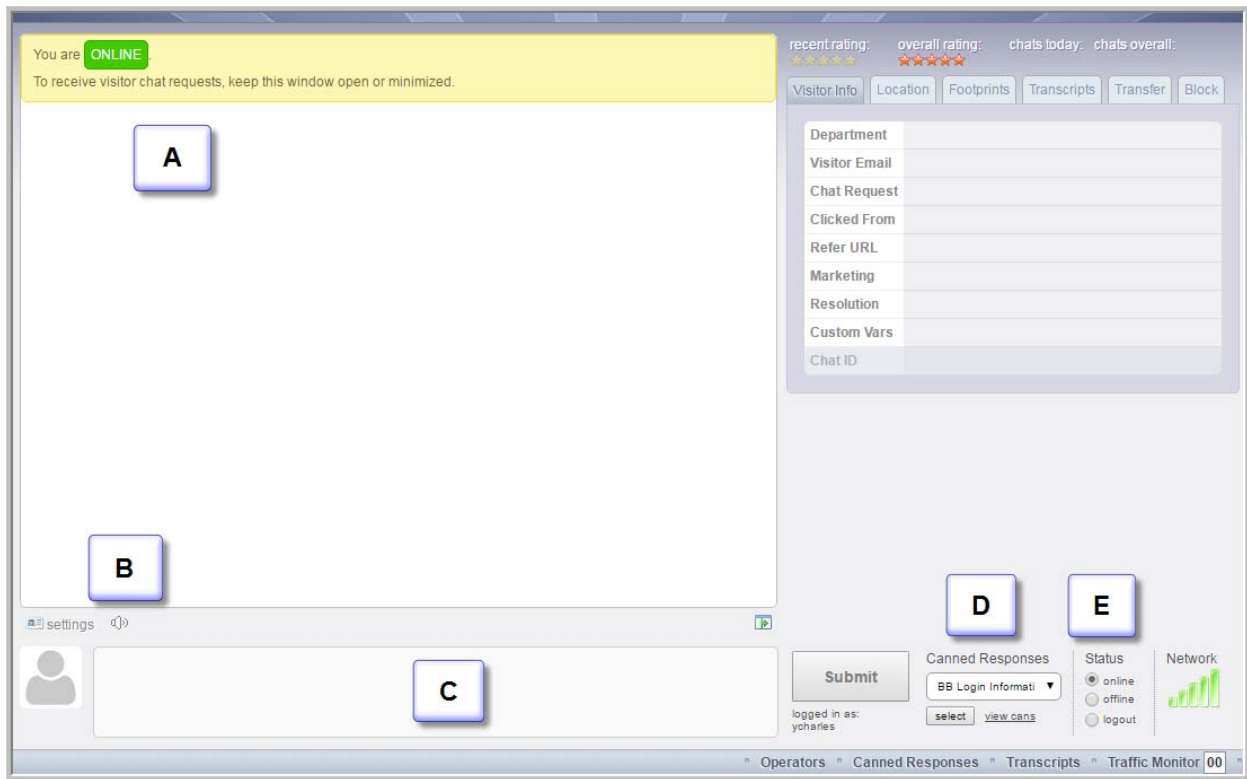 You are ONLINE.
To receive visitor chat requests, keep this window open or minimized.
A
B
settings
C
recent rating: overall rating: chats today: chats overall:
Visitor Info Location Footprints Transcripts Transfer Block
Department
Visitor Email
Chat Request
Clicked From
Refer URL
Marketing
Resolution
Custom Vars
Chat ID
D E
Submit
logged in as:
ycharles
Canned Responses
BB Login Informati
select view cans
Status
online
offline
logout
Network
Operators Canned Responses Transcripts Traffic Monitor 00